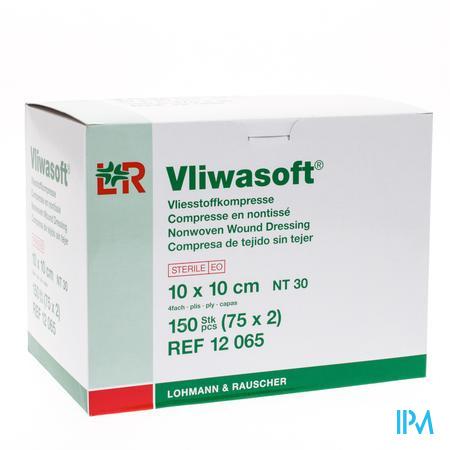 L&R Vliwasoft®
Vliesstoffkompresse
Compresse en nontissé
Nonwoven Wound Dressing
Compresa de tejido sin tejer
STERILE EO
10 x 10 cm NT 30
4fach - plis - ply - capas
150 Stk pcs (75 x 2)
REF 12 065
LOHMANN & RAUSCHER
IPM